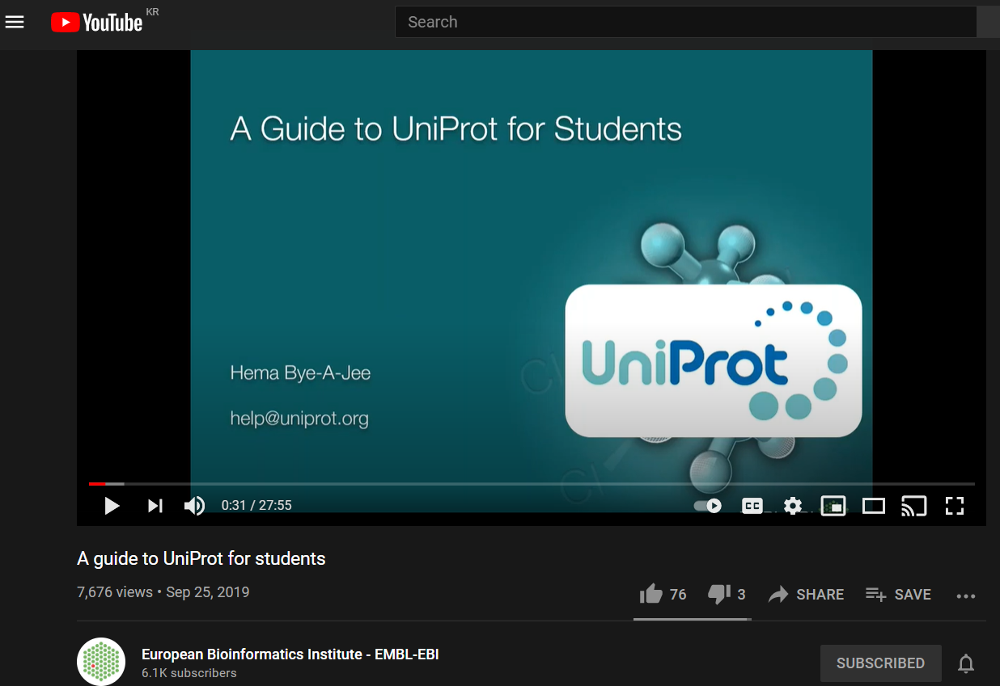 YouTube KR
Search
A Guide to UniProt for Students
UniProt
Hema Bye-A-Jee
help@uniprot.org
0:31 / 27:55
CC
A guide to UniProt for students
7,676 views • Sep 25, 2019
76
3
SHARE
SAVE
European Bioinformatics Institute - EMBL-EBI
6.1K subscribers
SUBSCRIBED